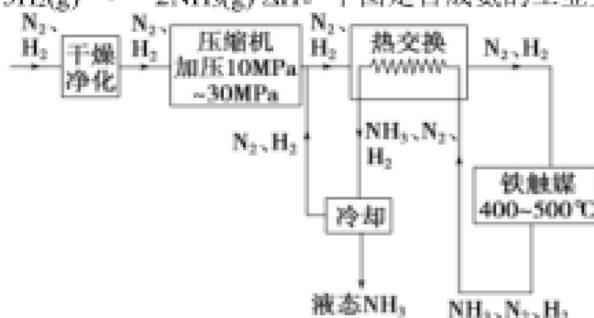 2NH₃(g) ΔH
N₂、
H₂
干燥
净化
N₂、
H₂
压缩机
加压10MPa
~30MPa
N₂、
H₂
热交换
N₂、H₂
N₂、H₂
NH₃、N₂、
H₂
铁触媒
400~500℃
冷却
液态NH₃
NH₃、N₂、H₂